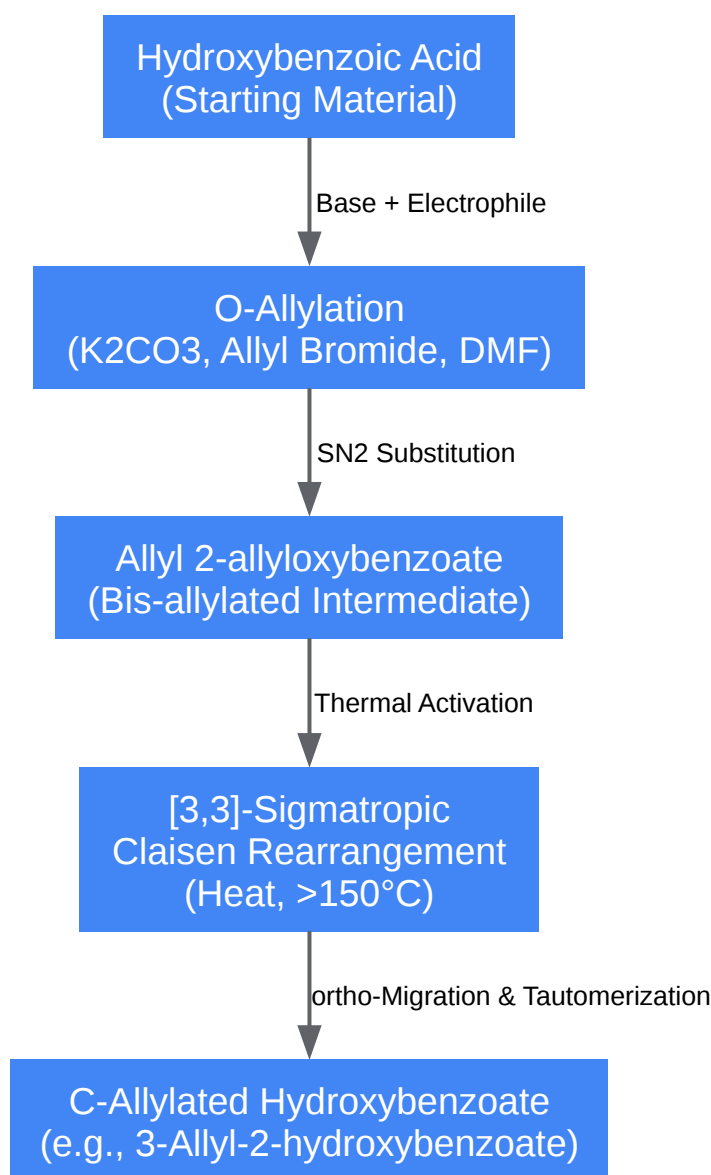 Hydroxybenzoic Acid
(Starting Material)
Base + Electrophile
O-Allylation
(K2CO3, Allyl Bromide, DMF)
SN2 Substitution
Allyl 2-allyloxybenzoate
(Bis-allylated Intermediate)
Thermal Activation
[3,3]-Sigmatropic
Claisen Rearrangement
(Heat, >150°C)
ortho-Migration & Tautomerization
C-Allylated Hydroxybenzoate
(e.g., 3-Allyl-2-hydroxybenzoate)